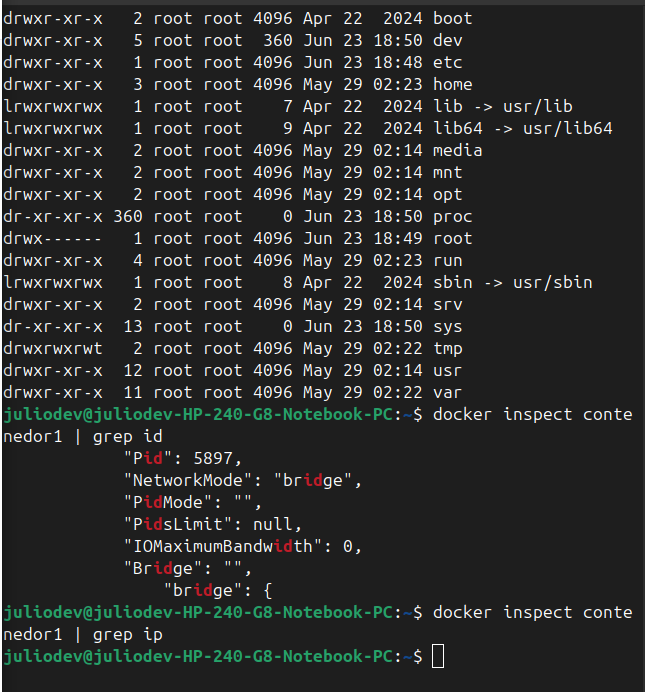 drwxr-xr-x   2 root root 4096 Apr 22  2024 boot
drwxr-xr-x   5 root root  360 Jun 23 18:50 dev
drwxr-xr-x   1 root root 4096 Jun 23 18:48 etc
drwxr-xr-x   3 root root 4096 May 29 02:23 home
lrwxrwxrwx   1 root root    7 Apr 22  2024 lib -> usr/lib
lrwxrwxrwx   1 root root    9 Apr 22  2024 lib64 -> usr/lib64
drwxr-xr-x   2 root root 4096 May 29 02:14 media
drwxr-xr-x   2 root root 4096 May 29 02:14 mnt
drwxr-xr-x   2 root root 4096 May 29 02:14 opt
dr-xr-xr-x 360 root root    0 Jun 23 18:50 proc
drwx------   1 root root 4096 Jun 23 18:49 root
drwxr-xr-x   4 root root 4096 May 29 02:23 run
lrwxrwxrwx   1 root root    8 Apr 22  2024 sbin -> usr/sbin
drwxr-xr-x   2 root root 4096 May 29 02:14 srv
dr-xr-xr-x  13 root root    0 Jun 23 18:50 sys
drwxrwxrwt   2 root root 4096 May 29 02:22 tmp
drwxr-xr-x  12 root root 4096 May 29 02:14 usr
drwxr-xr-x  11 root root 4096 May 29 02:22 var
juliodev@juliodev-HP-240-G8-Notebook-PC:~$ docker inspect conte
nedor1 | grep id
            "Pid": 5897,
            "NetworkMode": "bridge",
            "PidMode": "",
            "PidsLimit": null,
            "IOMaximumBandwidth": 0,
            "Bridge": "",
                "bridge": {
juliodev@juliodev-HP-240-G8-Notebook-PC:~$ docker inspect conte
nedor1 | grep ip
juliodev@juliodev-HP-240-G8-Notebook-PC:~$